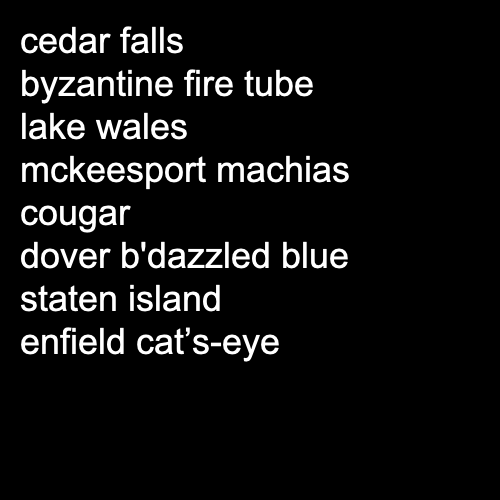 cedar falls
byzantine fire tube
lake wales
mckeesport machias
cougar
dover b'dazzled blue
staten island
enfield cat’s-eye